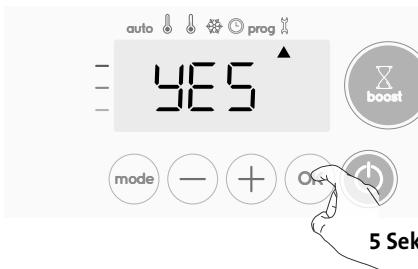 auto prog
YES
boost
mode − + OK
5 Sek